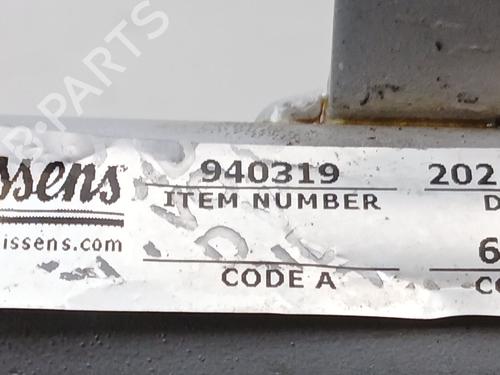 B-PARTS
ssens
issens.com
940319
ITEM NUMBER
CODE A
202
D
6